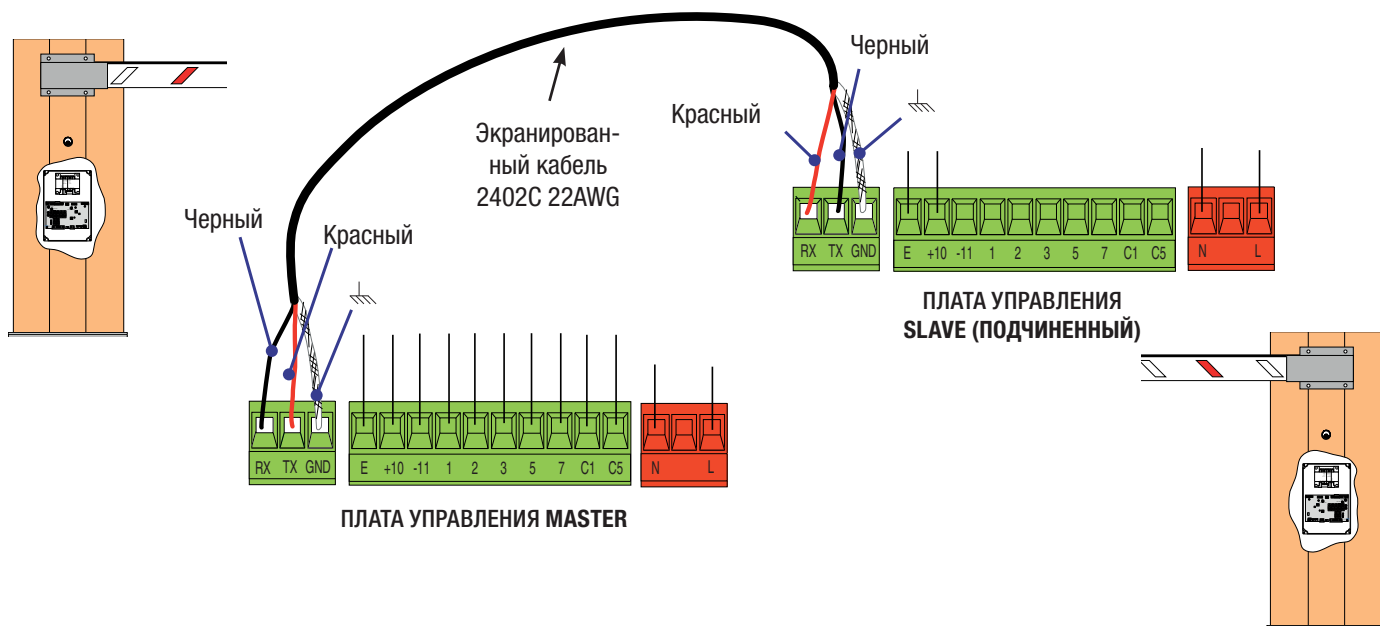 Черный
Красный
Экранирован-
ный кабель
2402C 22AWG
RX TX GND
E +10 -11 1 2 3 5 7 C1 C5
N L
ПЛАТА УПРАВЛЕНИЯ
SLAVE (ПОДЧИНЕННЫЙ)
Черный
Красный
RX TX GND
E +10 -11 1 2 3 5 7 C1 C5
N L
ПЛАТА УПРАВЛЕНИЯ MASTER